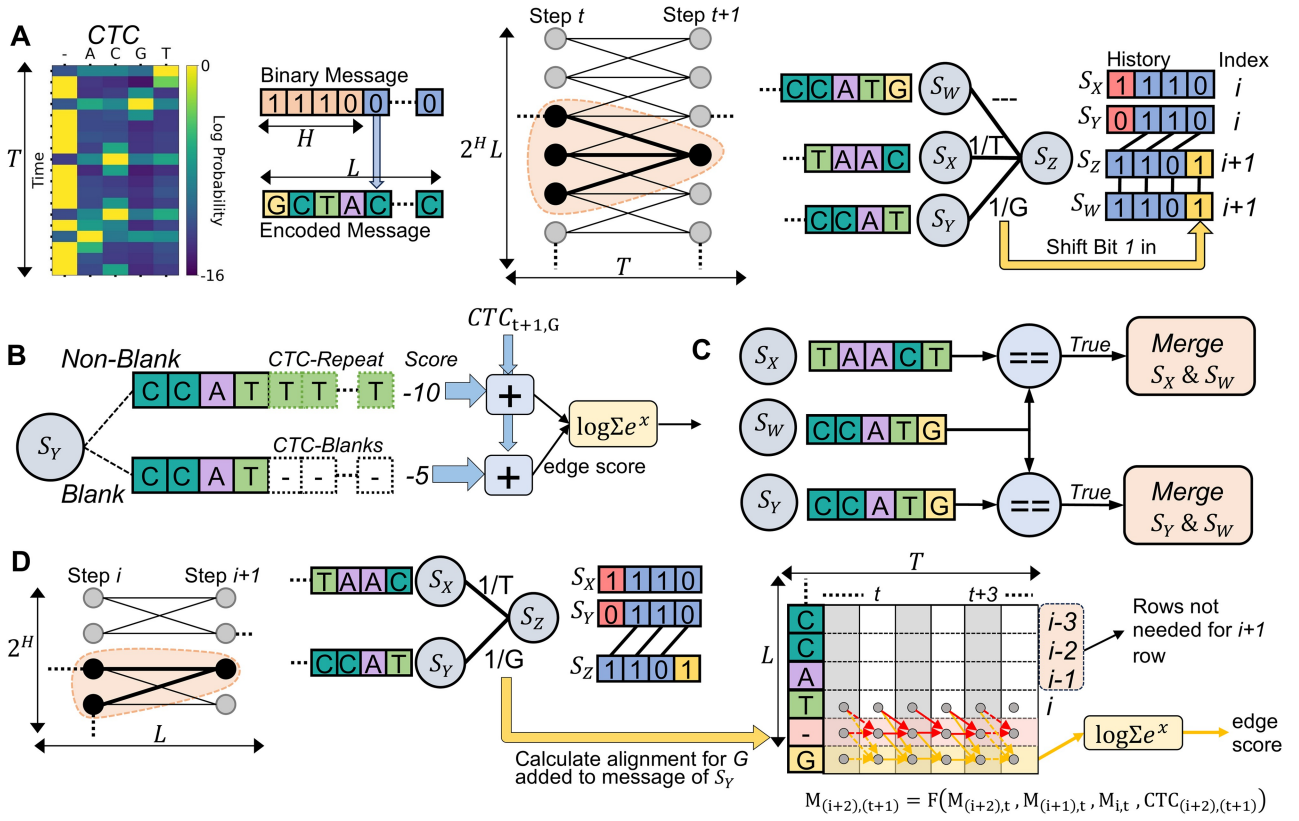 A
CTC
- A C G T
T
Time
0
-16
Log Probability
Binary Message
1 1 1 0 0 0
H
L
G C T A C C
Encoded Message
Step t Step t+1
2^H L
T
C C A T G S_W
---
T A A C S_X 1/T S_Z
C C A T S_Y 1/G
History Index
S_X 1 1 1 0 i
S_Y 0 1 1 0 i
S_Z 1 1 0 1 i+1
S_W 1 1 0 1 i+1
Shift Bit 1 in
B
CTC_{t+1,G}
Non-Blank CTC-Repeat Score
C C A T T T T -10 +
S_Y
logΣe^x
CTC-Blanks
edge score
C C A T - - - -5 +
Blank
C
S_X T A A C T == True Merge
S_X & S_W
S_W C C A T G
S_Y C C A T G == True Merge
S_Y & S_W
D
Step i Step i+1
2^H
L
T A A C S_X 1/T
S_Z
C C A T S_Y 1/G
S_X 1 1 1 0
S_Y 0 1 1 0
S_Z 1 1 0 1
Calculate alignment for G
added to message of S_Y
T
t t+3
L
C i-3
C i-2
A i-1
T i
-
G
Rows not
needed for i+1
row
logΣe^x
edge
score
M_{(i+2),(t+1)} = F(M_{(i+2),t} , M_{(i+1),t} , M_{i,t} , CTC_{(i+2),(t+1)})